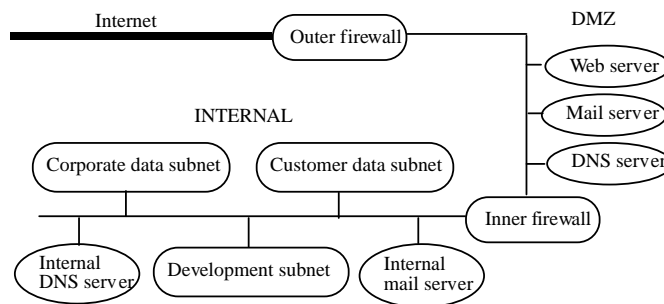 Internet
DMZ
Outer firewall
Web server
INTERNAL
Mail server
Corporate data subnet
Customer data subnet
DNS server
Inner firewall
Internal
DNS server
Development subnet
Internal
mail server